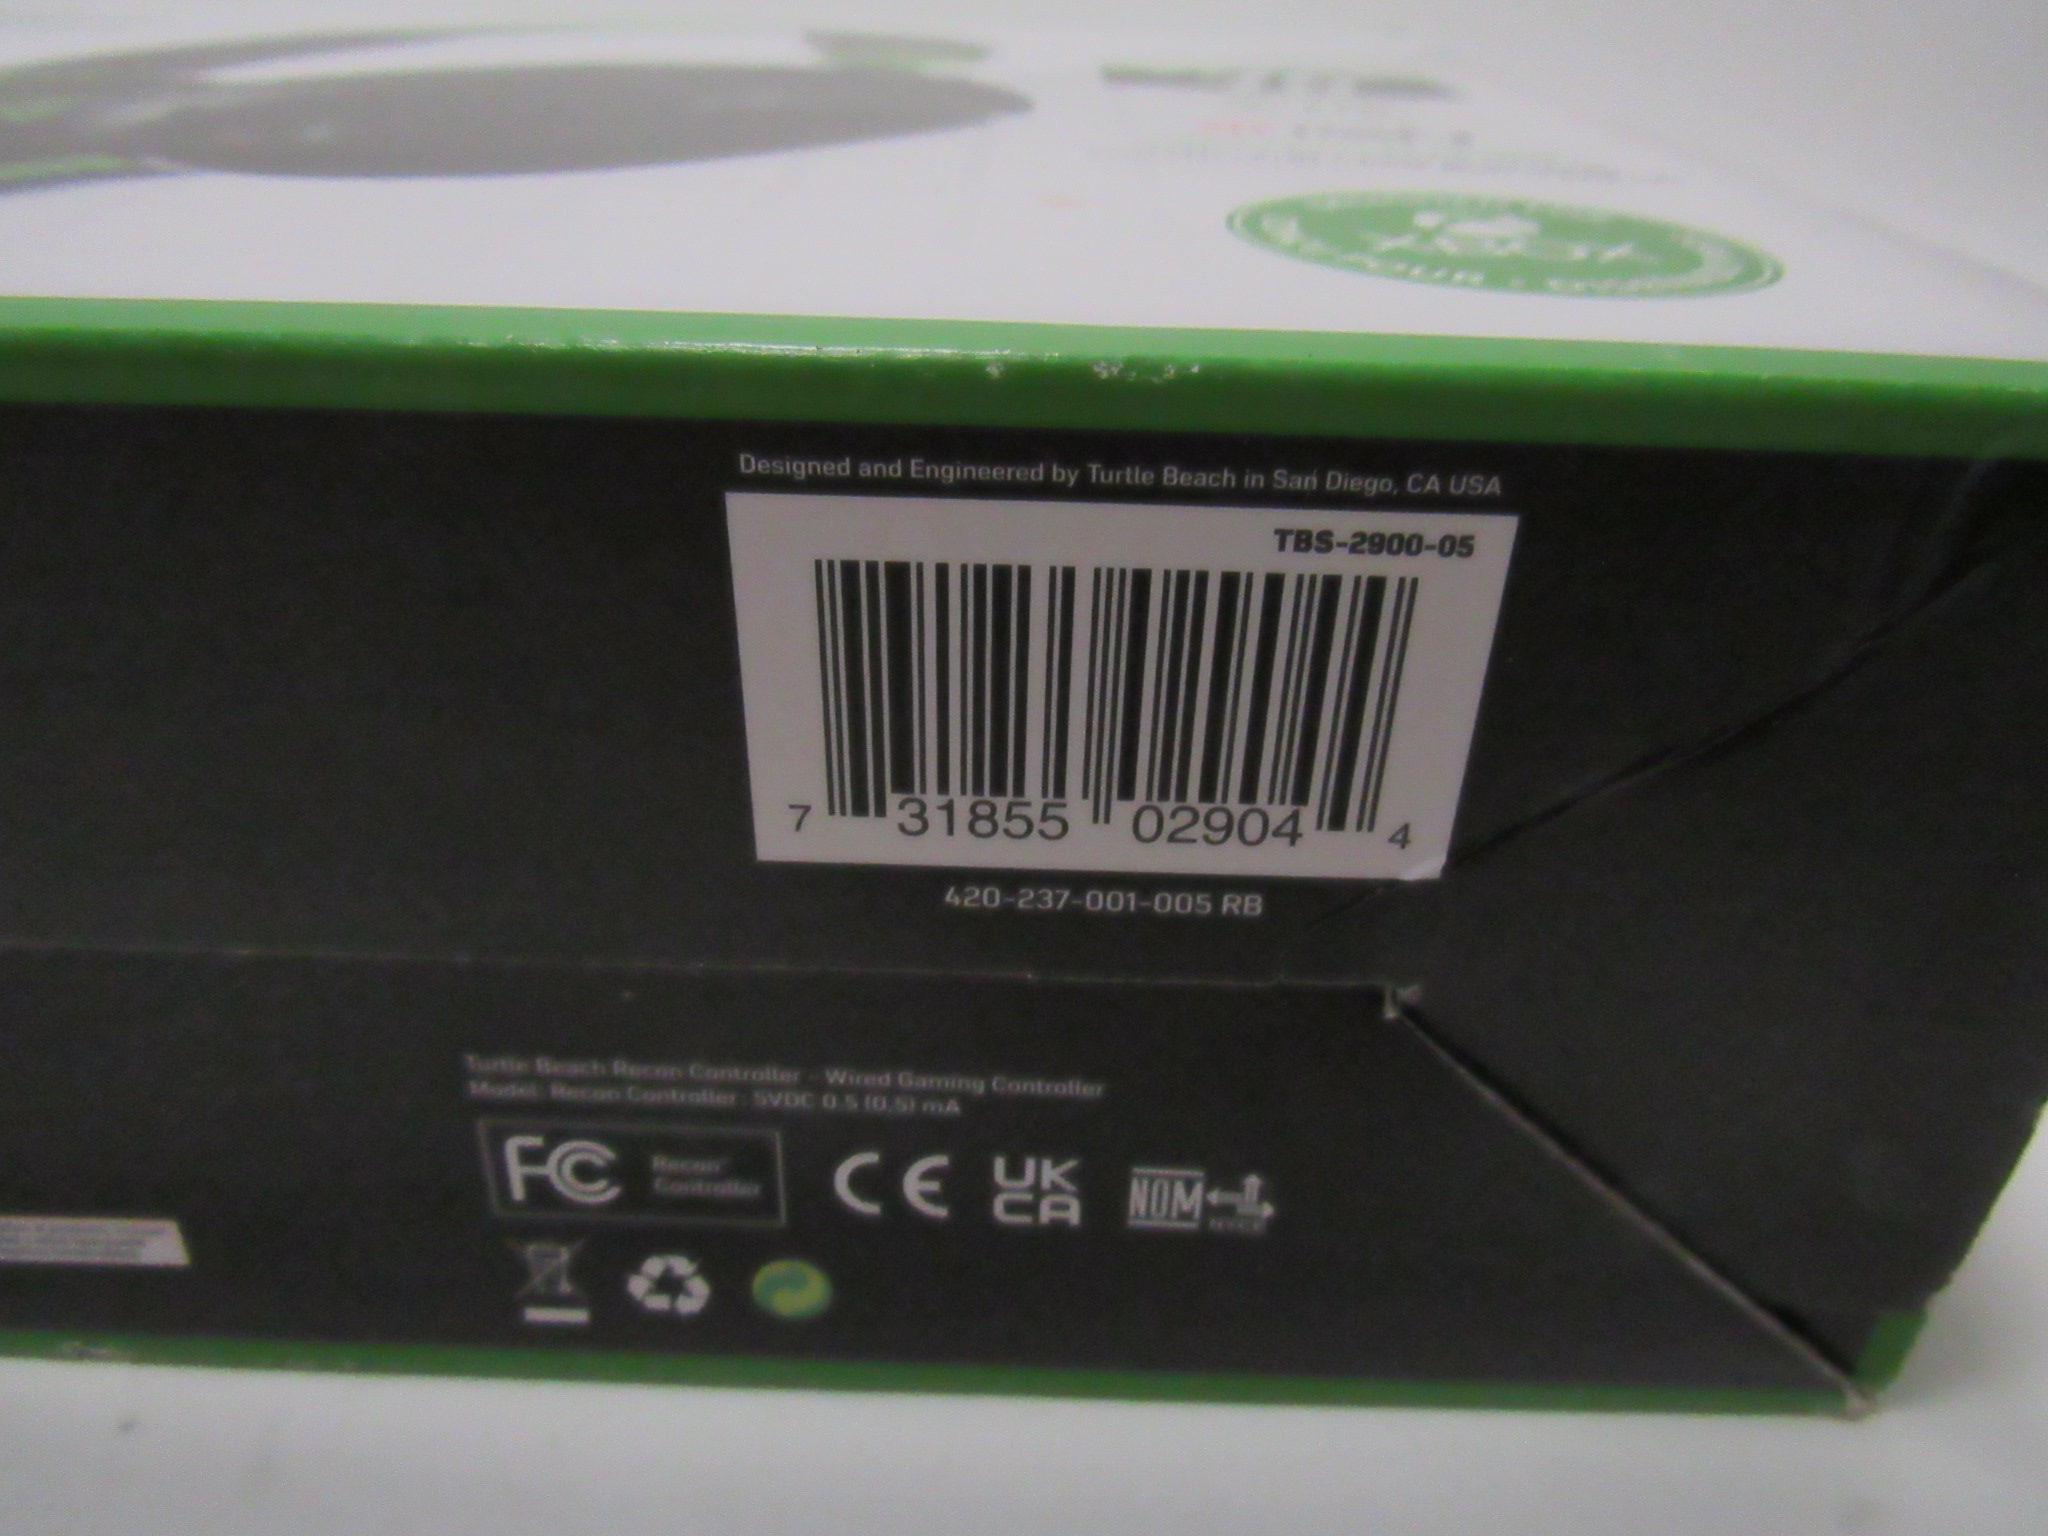 Designed and Engineered by Turtle Beach in San Diego, CA USA
TBS-2900-05
7 31855 02904 4
420-237-001-005 RB
Turtle Beach Recon Controller - Wired Gaming Controller
Model: Recon Controller: 5VDC 0.5 (0.5) mA
FC Recon™ Controller
CE
UK
CA
NOM
NYCE